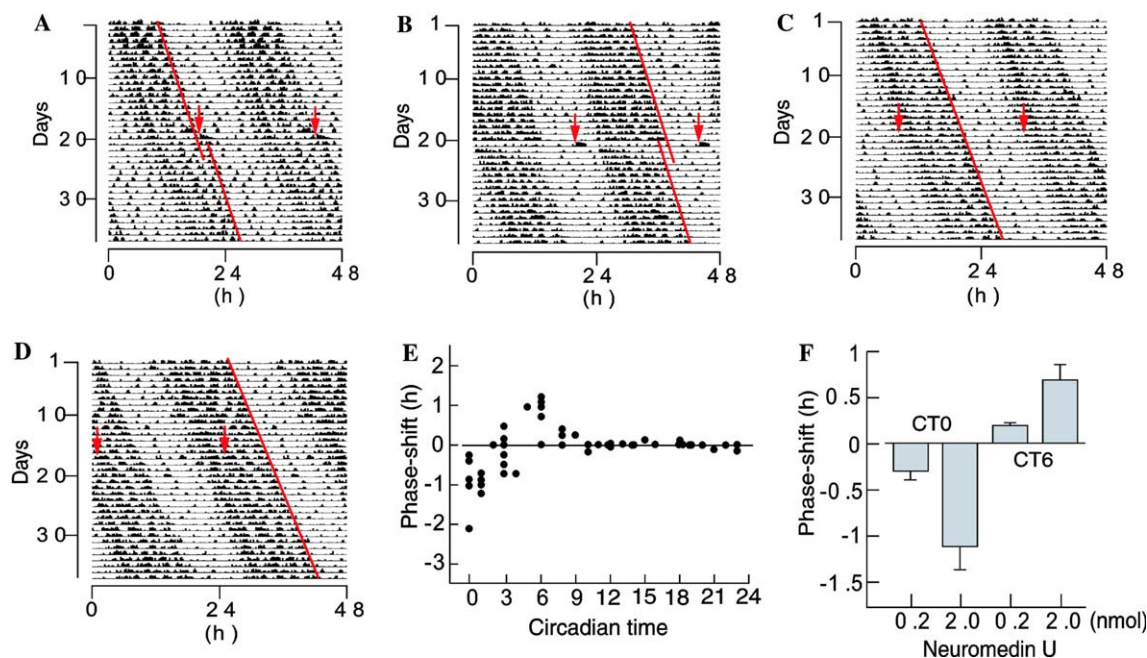 A
1
10
20
30
Days
0 24 48
(h)
B
1
10
20
30
Days
0 24 48
(h)
C
1
10
20
30
Days
0 24 48
(h)
D
1
10
20
30
Days
0 24 48
(h)
E
2
1
0
-1
-2
-3
Phase-shift (h)
0 3 6 9 12 15 18 21 24
Circadian time
F
1
0.5
0
-0.5
-1
-1.5
Phase-shift (h)
CT0
CT6
0.2 2.0 0.2 2.0 (nmol)
Neuromedin U